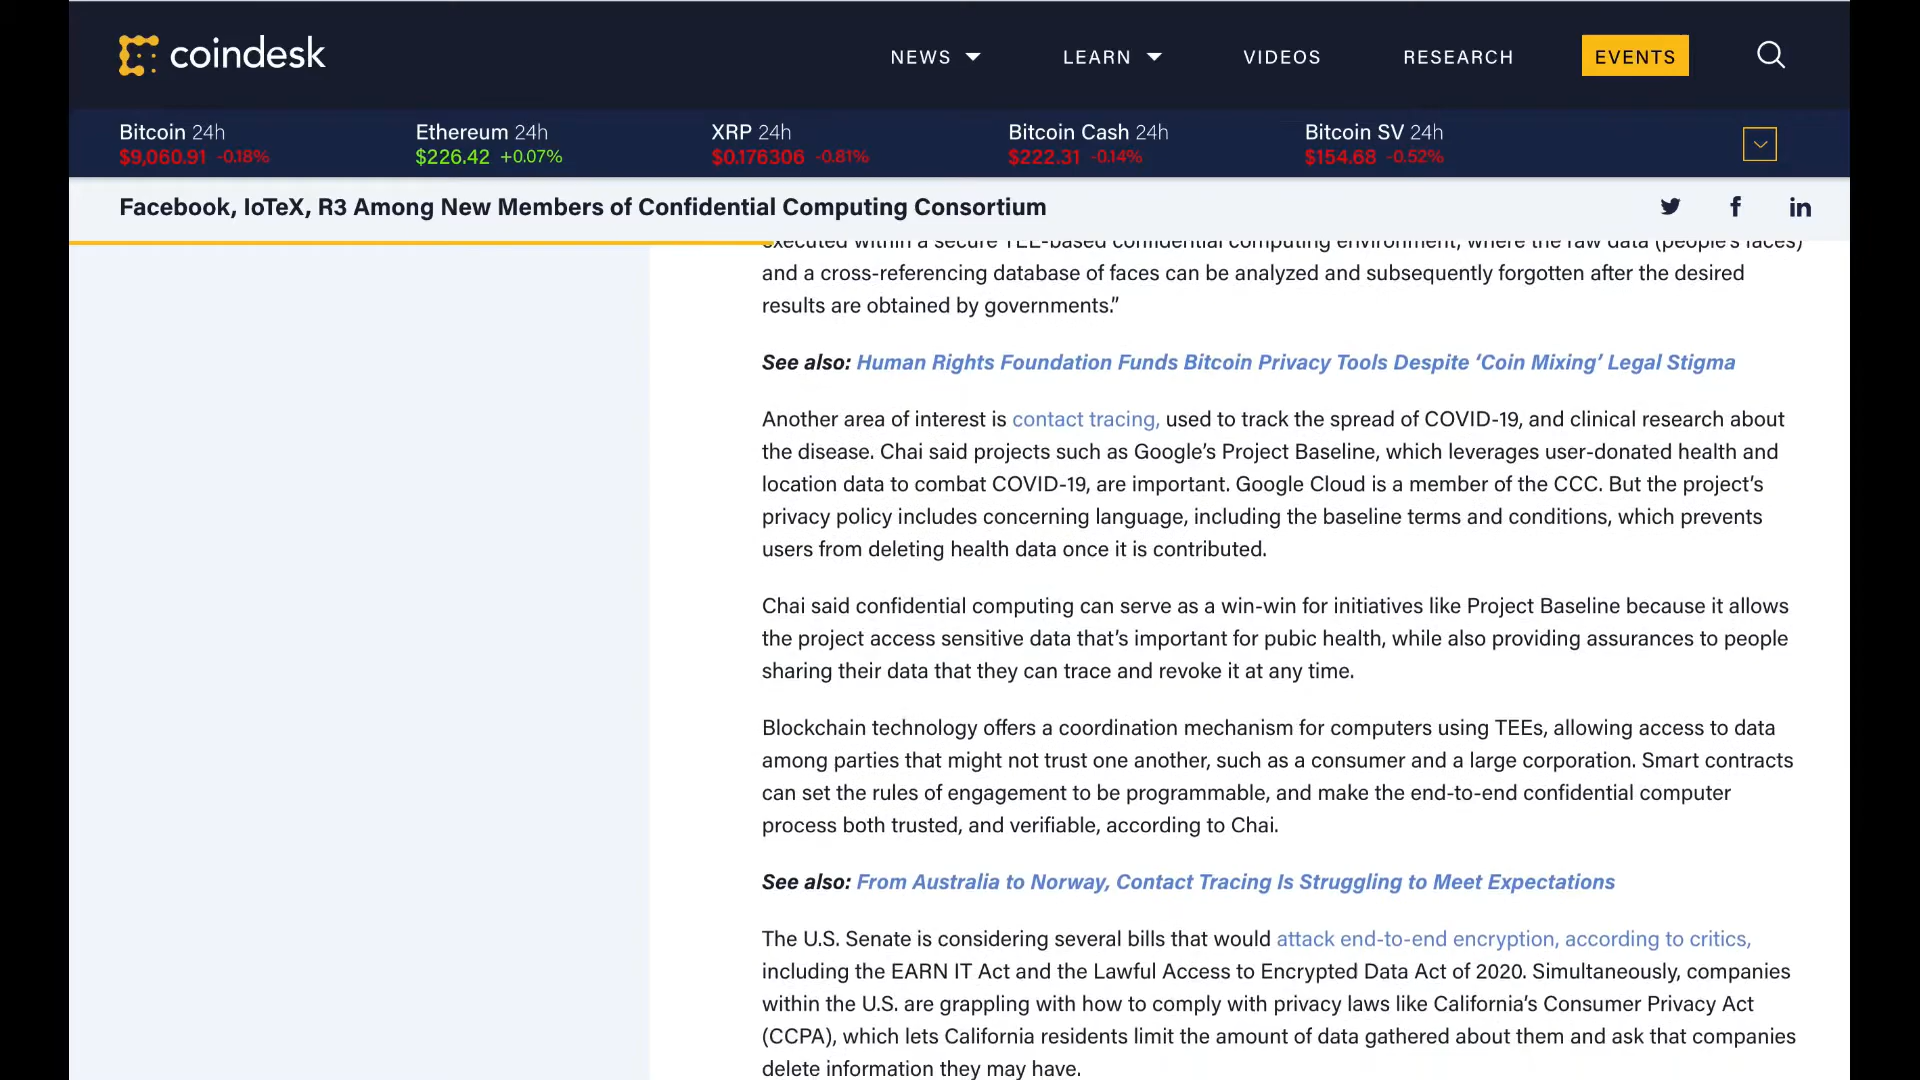 coindesk
NEWS
LEARN
VIDEOS
RESEARCH
EVENTS
Bitcoin 24h
$9,060.91 -0.18%
Ethereum 24h
$226.42 +0.07%
XRP 24h
$0.176306 -0.81%
Bitcoin Cash 24h
$222.31 -0.14%
Bitcoin SV 24h
$154.68 -0.52%
Facebook, IoTeX, R3 Among New Members of Confidential Computing Consortium
executed within a secure TEE-based confidential computing environment, where the raw data (people's faces)
and a cross-referencing database of faces can be analyzed and subsequently forgotten after the desired
results are obtained by governments.”
See also: Human Rights Foundation Funds Bitcoin Privacy Tools Despite ‘Coin Mixing’ Legal Stigma
Another area of interest is contact tracing, used to track the spread of COVID-19, and clinical research about
the disease. Chai said projects such as Google’s Project Baseline, which leverages user-donated health and
location data to combat COVID-19, are important. Google Cloud is a member of the CCC. But the project’s
privacy policy includes concerning language, including the baseline terms and conditions, which prevents
users from deleting health data once it is contributed.
Chai said confidential computing can serve as a win-win for initiatives like Project Baseline because it allows
the project access sensitive data that’s important for pubic health, while also providing assurances to people
sharing their data that they can trace and revoke it at any time.
Blockchain technology offers a coordination mechanism for computers using TEEs, allowing access to data
among parties that might not trust one another, such as a consumer and a large corporation. Smart contracts
can set the rules of engagement to be programmable, and make the end-to-end confidential computer
process both trusted, and verifiable, according to Chai.
See also: From Australia to Norway, Contact Tracing Is Struggling to Meet Expectations
The U.S. Senate is considering several bills that would attack end-to-end encryption, according to critics,
including the EARN IT Act and the Lawful Access to Encrypted Data Act of 2020. Simultaneously, companies
within the U.S. are grappling with how to comply with privacy laws like California’s Consumer Privacy Act
(CCPA), which lets California residents limit the amount of data gathered about them and ask that companies
delete information they may have.